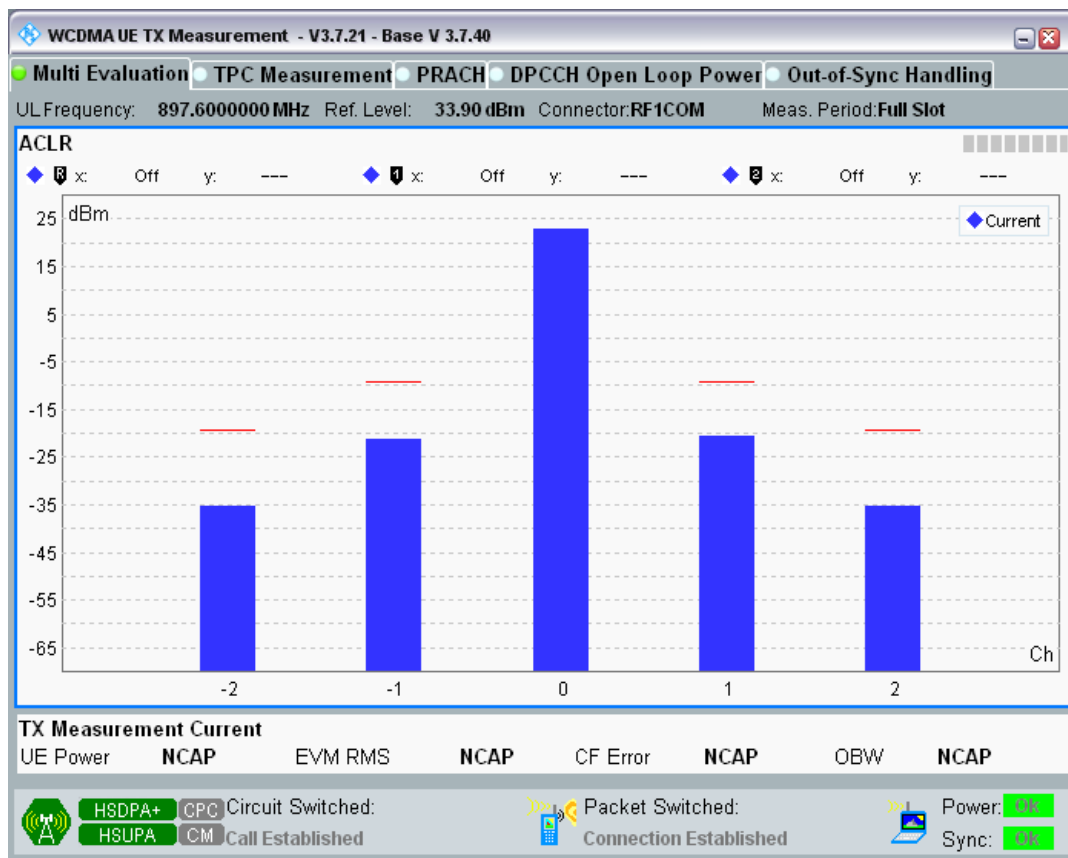 WCDMA UE TX Measurement - V3.7.21 - Base V 3.7.40
Multi Evaluation TPC Measurement PRACH DPCCH Open Loop Power Out-of-Sync Handling
UL Frequency: 897.6000000 MHz Ref. Level: 33.90 dBm Connector:RF1COM Meas. Period:Full Slot
ACLR
R x: Off y: --- 1 x: Off y: --- 2 x: Off y: ---
dBm
Current
25
15
5
-5
-15
-25
-35
-45
-55
-65
Ch
-2 -1 0 1 2
TX Measurement Current
UE Power NCAP EVM RMS NCAP CF Error NCAP OBW NCAP
HSDPA+ CPC Circuit Switched: Packet Switched: Power: OK
HSUPA CM Call Established Connection Established Sync: OK